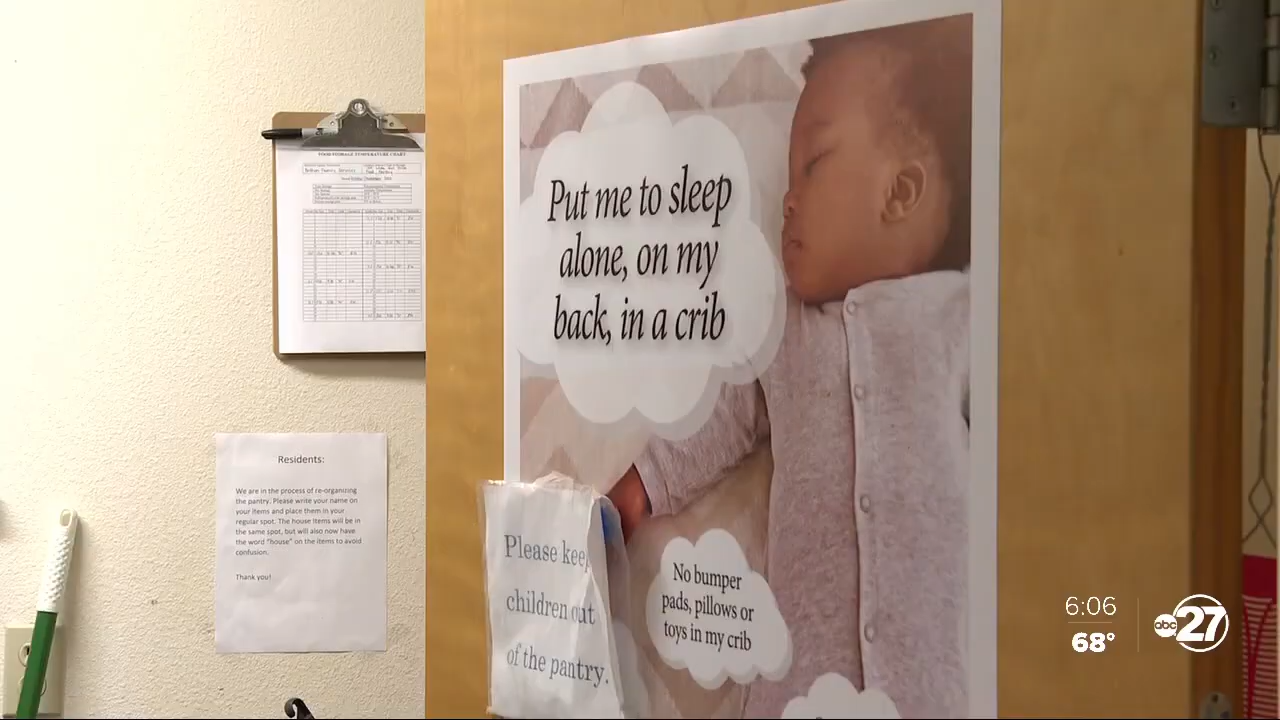 FOOD STORAGE TEMPERATURE CHART
Residents:
We are in the process of re-organizing
the pantry. Please write your name on
your items and place them in your
regular spot. The house items will be in
the same spot, but will also now have
the word "house" on the items to avoid
confusion.
Thank you!
Put me to sleep
alone, on my
back, in a crib
No bumper
pads, pillows or
toys in my crib
Please keep
children out
of the pantry.
6:06
68°
abc 27